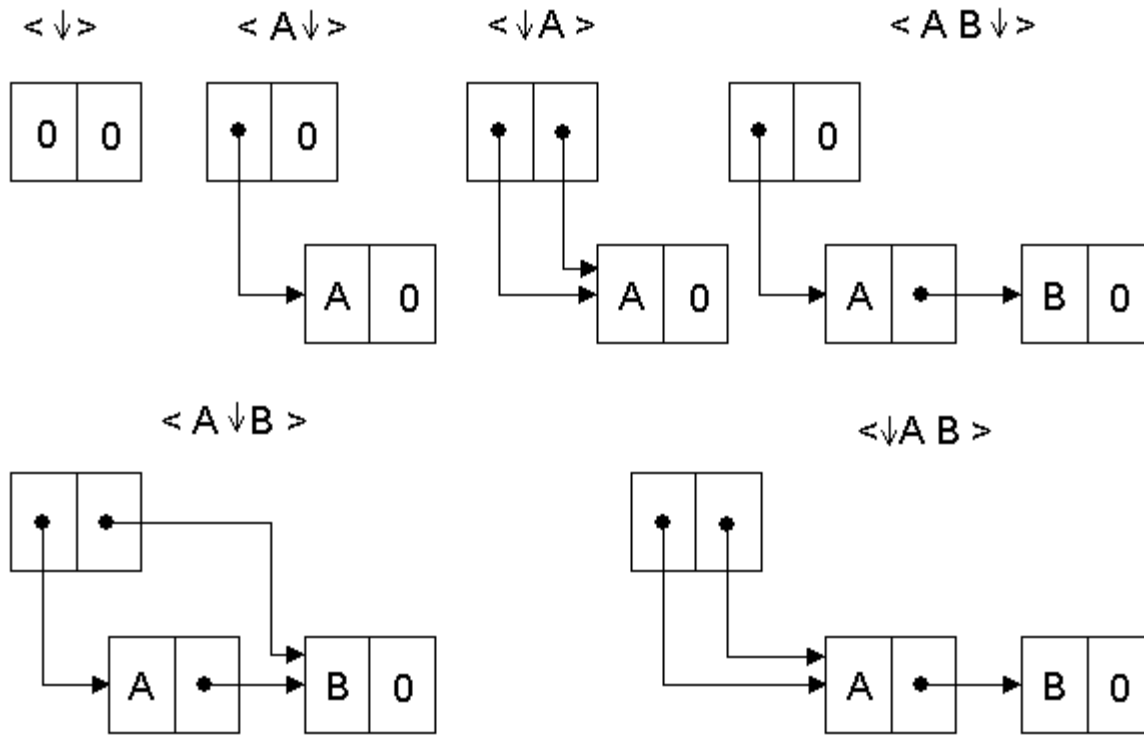 < ↓ > < A ↓ > < ↓ A > < A B ↓ >
0 0 0 0
A 0 A 0 A B 0
< A ↓ B > < ↓ A B >
A B 0 A B 0